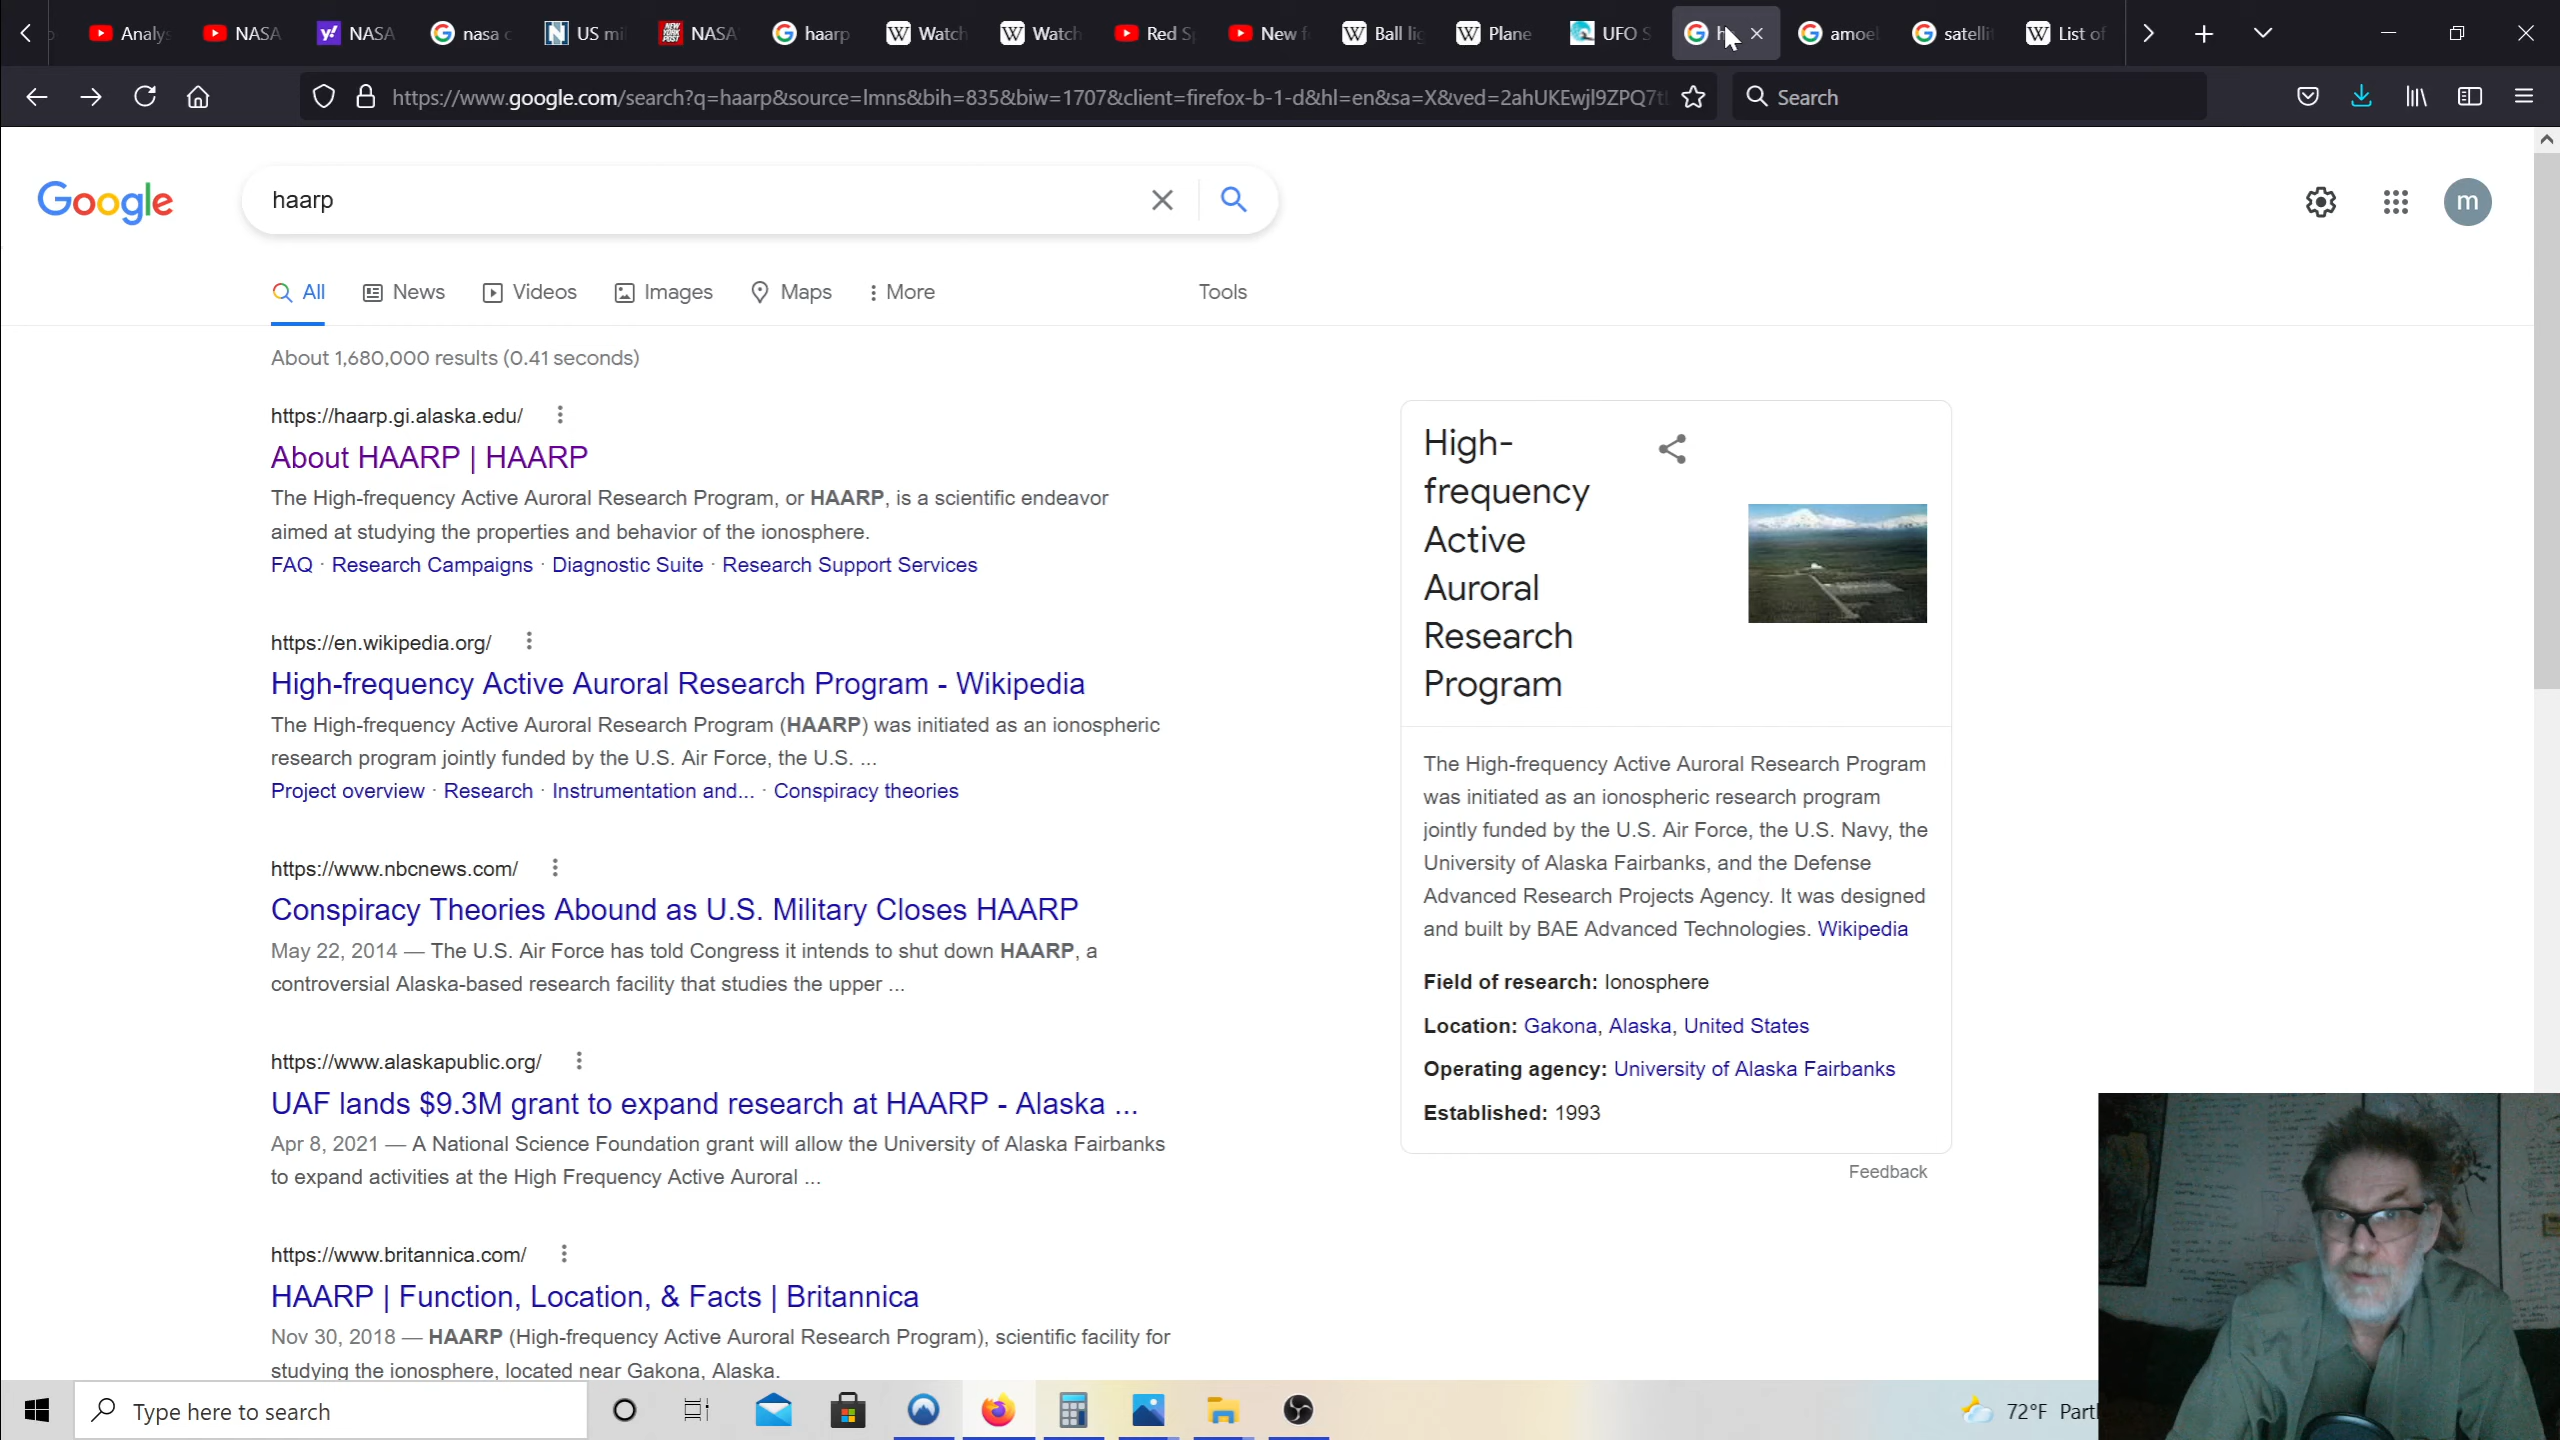 Analys
NASA
NASA
nasa c
US mil
NASA
haarp
Watch
Watch
Red Sp
New f
Ball lig
Plane
UFO S
h
amoel
satelli
List of
https://www.google.com/search?q=haarp&source=lmns&bih=835&biw=1707&client=firefox-b-1-d&hl=en&sa=X&ved=2ahUKEwjl9ZPQ7tl
Search
Google
haarp
m
All
News
Videos
Images
Maps
More
Tools
About 1,680,000 results (0.41 seconds)
https://haarp.gi.alaska.edu/
About HAARP | HAARP
The High-frequency Active Auroral Research Program, or HAARP, is a scientific endeavor
aimed at studying the properties and behavior of the ionosphere.
FAQ · Research Campaigns · Diagnostic Suite · Research Support Services
https://en.wikipedia.org/
High-frequency Active Auroral Research Program - Wikipedia
The High-frequency Active Auroral Research Program (HAARP) was initiated as an ionospheric
research program jointly funded by the U.S. Air Force, the U.S. ...
Project overview · Research · Instrumentation and... · Conspiracy theories
https://www.nbcnews.com/
Conspiracy Theories Abound as U.S. Military Closes HAARP
May 22, 2014 — The U.S. Air Force has told Congress it intends to shut down HAARP, a
controversial Alaska-based research facility that studies the upper ...
https://www.alaskapublic.org/
UAF lands $9.3M grant to expand research at HAARP - Alaska ...
Apr 8, 2021 — A National Science Foundation grant will allow the University of Alaska Fairbanks
to expand activities at the High Frequency Active Auroral ...
https://www.britannica.com/
HAARP | Function, Location, & Facts | Britannica
Nov 30, 2018 — HAARP (High-frequency Active Auroral Research Program), scientific facility for
studying the ionosphere, located near Gakona, Alaska.
High-
frequency
Active
Auroral
Research
Program
The High-frequency Active Auroral Research Program
was initiated as an ionospheric research program
jointly funded by the U.S. Air Force, the U.S. Navy, the
University of Alaska Fairbanks, and the Defense
Advanced Research Projects Agency. It was designed
and built by BAE Advanced Technologies. Wikipedia
Field of research: Ionosphere
Location: Gakona, Alaska, United States
Operating agency: University of Alaska Fairbanks
Established: 1993
Feedback
Type here to search
72°F Partl